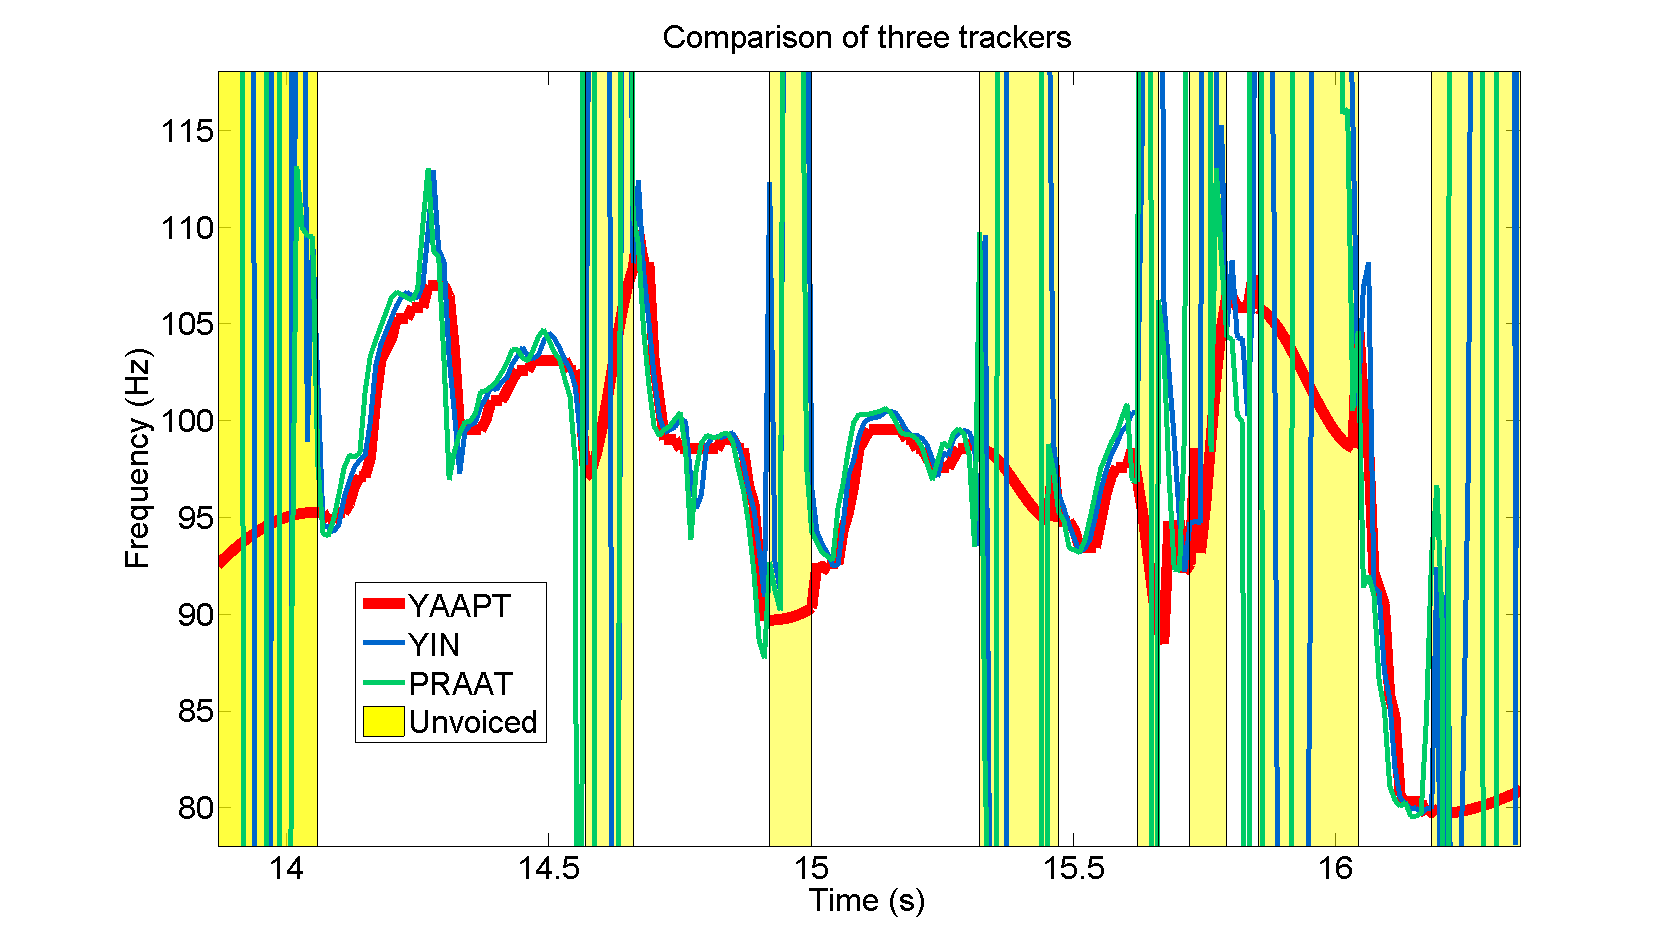 Comparison of three trackers
Frequency (Hz)
115
110
105
100
95
90
85
80
YAAPT
YIN
PRAAT
Unvoiced
14
14.5
15
15.5
16
Time (s)